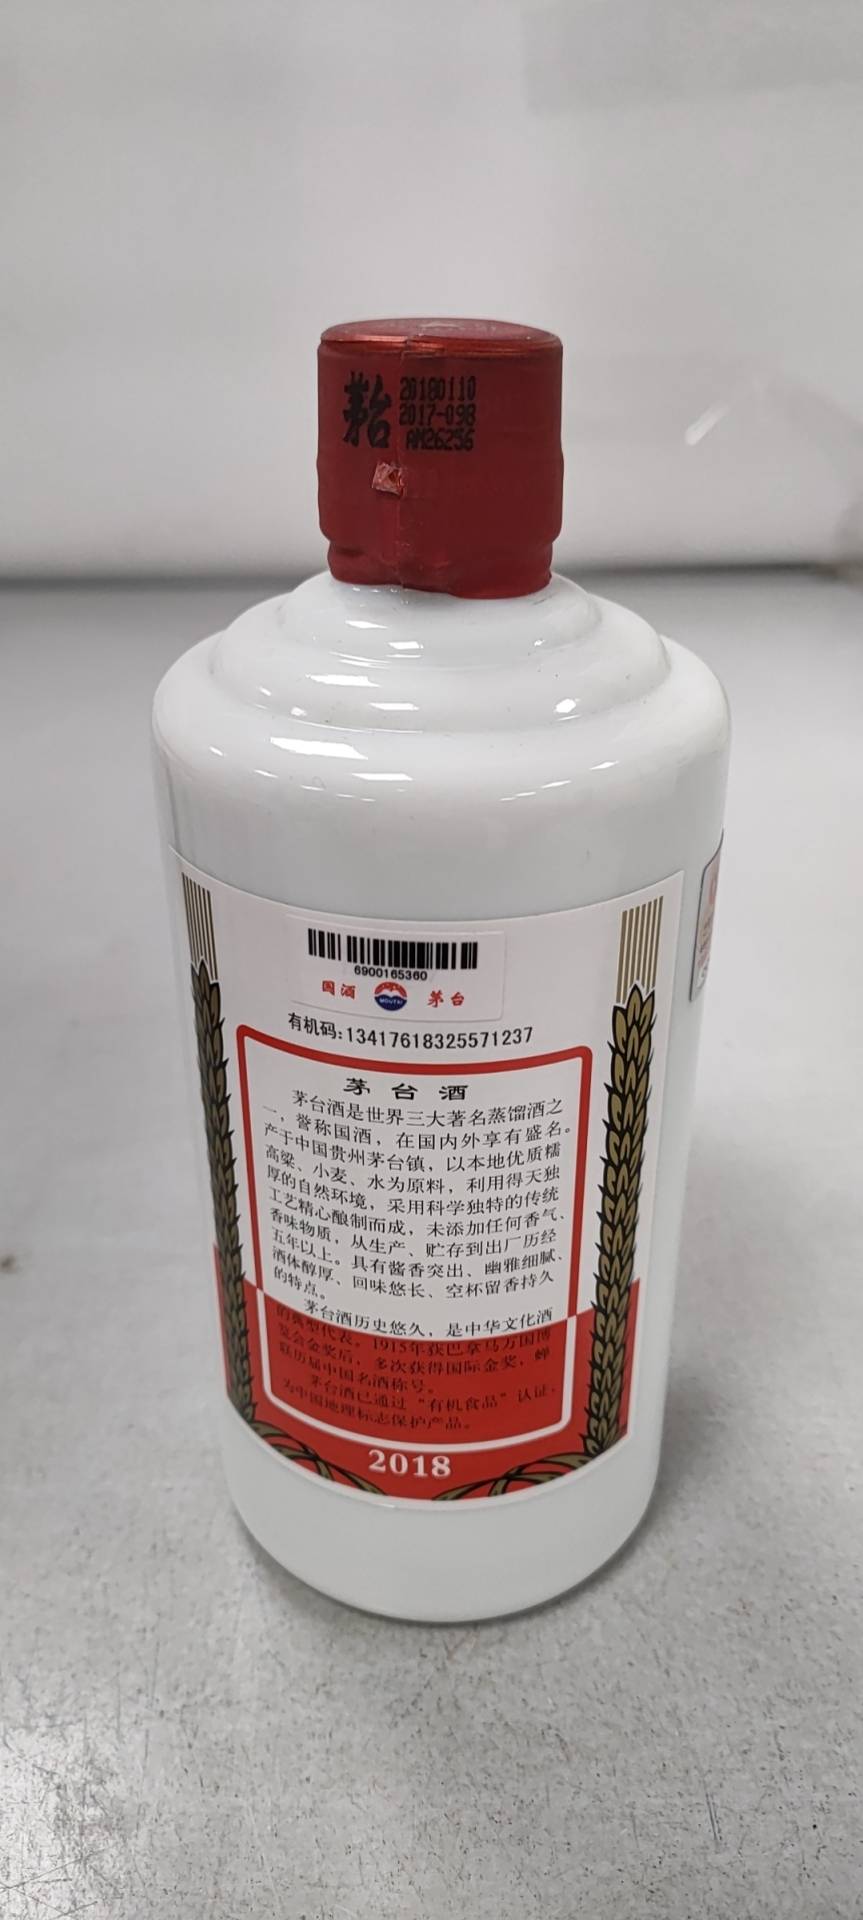 茅台
20180110
2017-098
AM26256
6900165360
国酒 MOUTAI 茅台
有机码:13417618325571237
茅台酒
茅台酒是世界三大著名蒸馏酒之
一，誉称国酒，在国内外享有盛名。
产于中国贵州茅台镇，以本地优质糯
高粱、小麦、水为原料，利用得天独
厚的自然环境，采用科学独特的传统
工艺精心酿制而成，未添加任何香气、
香味物质，从生产、贮存到出厂历经
五年以上。具有酱香突出、幽雅细腻、
酒体醇厚、回味悠长、空杯留香持久
的特点。
茅台酒历史悠久，是中华文化酒
的典型代表。1915年获巴拿马万国博
览会金奖后，多次获得国际金奖，蝉
联历届中国名酒称号。
茅台酒已通过“有机食品”认证，
为中国地理标志保护产品。
2018